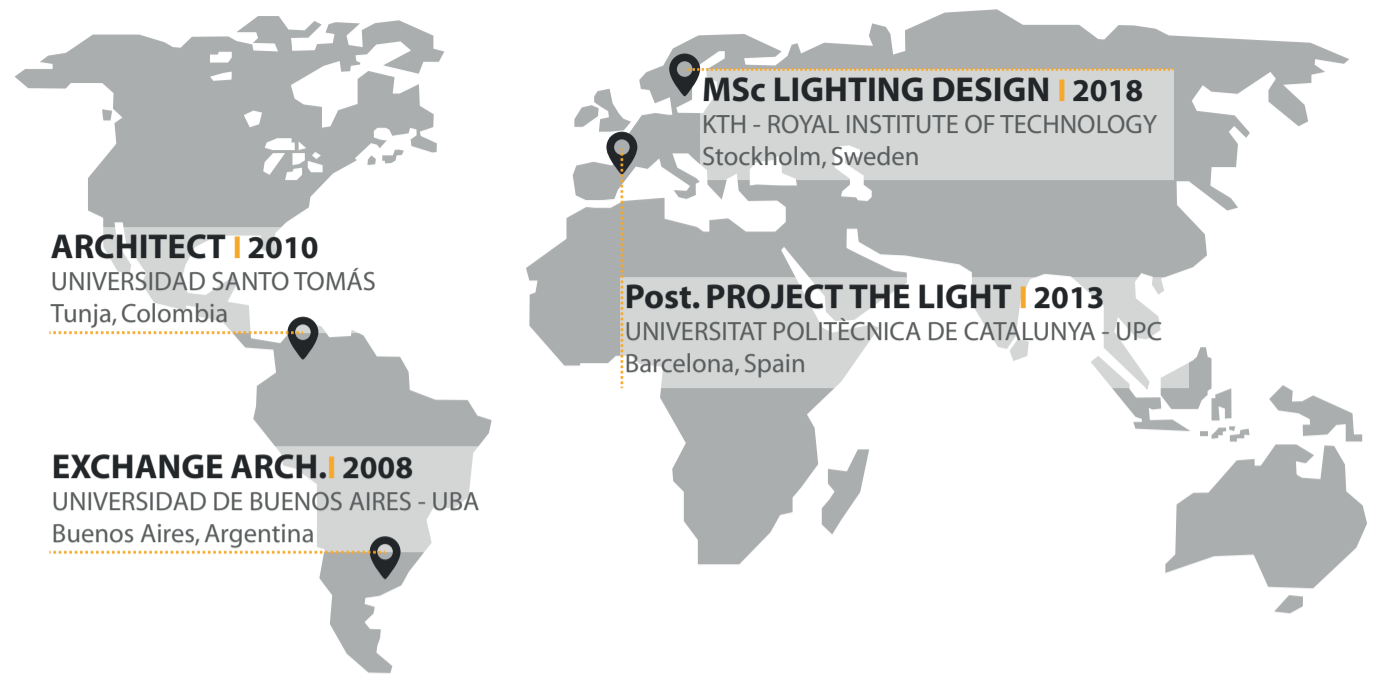 MSc LIGHTING DESIGN I 2018
KTH - ROYAL INSTITUTE OF TECHNOLOGY
Stockholm, Sweden
ARCHITECT I 2010
UNIVERSIDAD SANTO TOMÁS
Tunja, Colombia
Post. PROJECT THE LIGHT I 2013
UNIVERSITAT POLITÈCNICA DE CATALUNYA - UPC
Barcelona, Spain
EXCHANGE ARCH.I 2008
UNIVERSIDAD DE BUENOS AIRES - UBA
Buenos Aires, Argentina